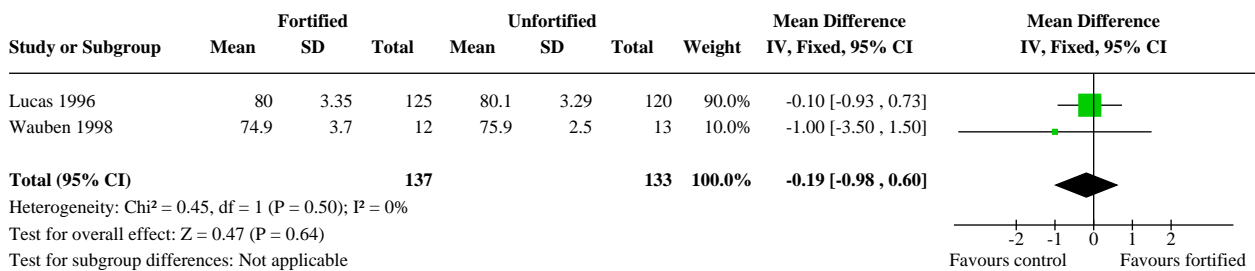 Fortified Unfortified Mean Difference Mean Difference
Study or Subgroup Mean SD Total Mean SD Total Weight IV, Fixed, 95% CI IV, Fixed, 95% CI
Lucas 1996 80 3.35 125 80.1 3.29 120 90.0% -0.10 [-0.93 , 0.73]
Wauben 1998 74.9 3.7 12 75.9 2.5 13 10.0% -1.00 [-3.50 , 1.50]
Total (95% CI) 137 133 100.0% -0.19 [-0.98 , 0.60]
Heterogeneity: Chi² = 0.45, df = 1 (P = 0.50); I² = 0%
Test for overall effect: Z = 0.47 (P = 0.64)
-2 -1 0 1 2
Test for subgroup differences: Not applicable Favours control Favours fortified